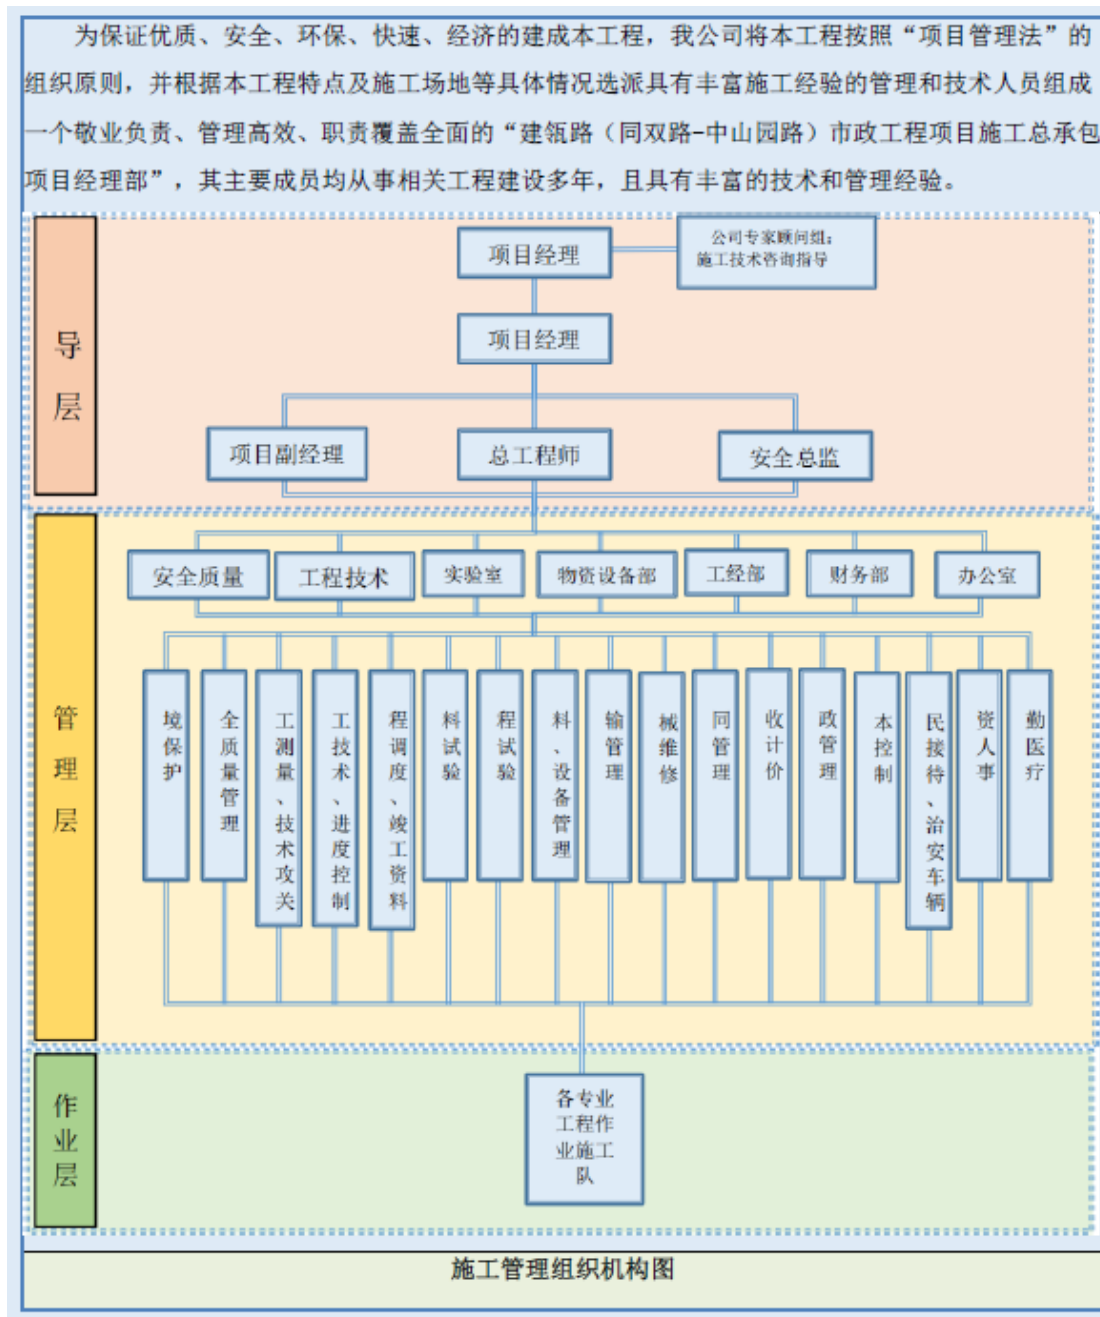 为保证优质、安全、环保、快速、经济的建成本工程，我公司将本工程按照“项目管理法”的
组织原则，并根据本工程特点及施工场地等具体情况选派具有丰富施工经验的管理和技术人员组成
一个敬业负责、管理高效、职责覆盖全面的“建瓴路（同双路-中山园路）市政工程项目施工总承包
项目经理部”，其主要成员均从事相关工程建设多年，且具有丰富的技术和管理经验。
导层
项目经理
公司专家顾问组：
施工技术咨询指导
项目经理
项目副经理
总工程师
安全总监
管理层
安全质量
工程技术
实验室
物资设备部
工经部
财务部
办公室
境保护
全质量管理
工测量、技术攻关
工技术、进度控制
程调度、竣工资料
料试验
程试验
料、设备管理
输管理
械维修
同管理
收计价
政管理
本控制
民接待、治安车辆
资人事
勤医疗
作业层
各专业
工程作
业施工
队
施工管理组织机构图